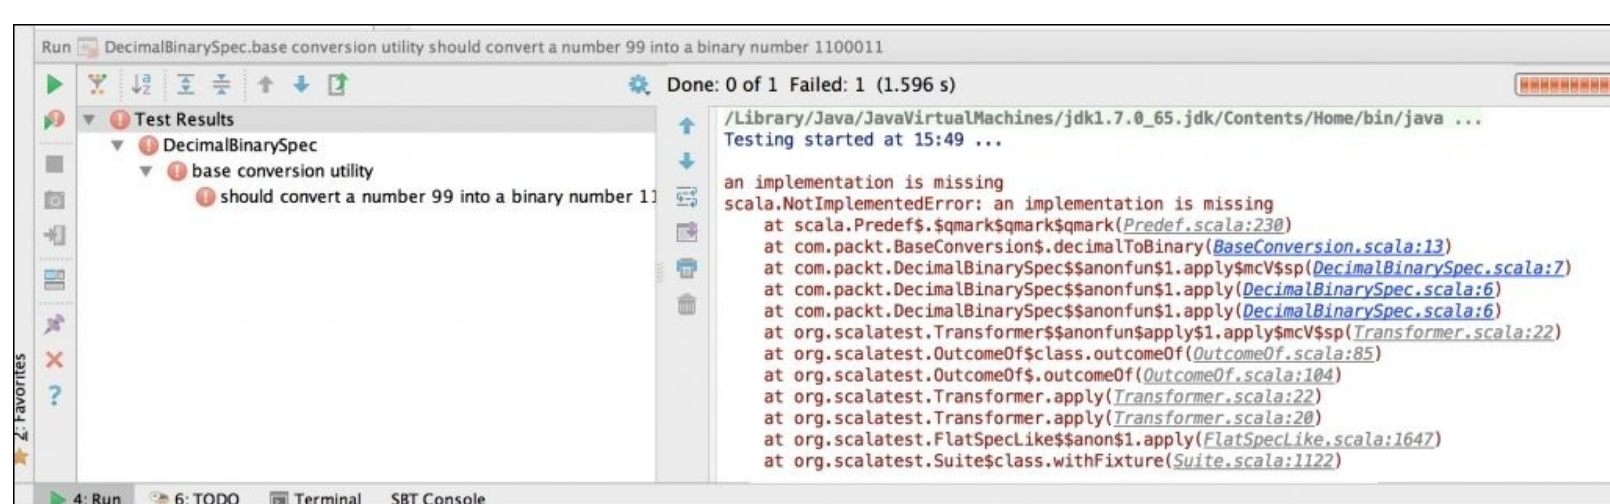 Run DecimalBinarySpec.base conversion utility should convert a number 99 into a binary number 1100011
Done: 0 of 1 Failed: 1 (1.596 s)
Test Results
DecimalBinarySpec
base conversion utility
should convert a number 99 into a binary number 11
/Library/Java/JavaVirtualMachines/jdk1.7.0_65.jdk/Contents/Home/bin/java ...
Testing started at 15:49 ...
an implementation is missing
scala.NotImplementedError: an implementation is missing
at scala.Predef$.$qmark$qmark$qmark(Predef.scala:230)
at com.packt.BaseConversion$.decimalToBinary(BaseConversion.scala:13)
at com.packt.DecimalBinarySpec$$anonfun$1.apply$mcV$sp(DecimalBinarySpec.scala:7)
at com.packt.DecimalBinarySpec$$anonfun$1.apply(DecimalBinarySpec.scala:6)
at com.packt.DecimalBinarySpec$$anonfun$1.apply(DecimalBinarySpec.scala:6)
at org.scalatest.Transformer$$anonfun$apply$1.apply$mcV$sp(Transformer.scala:22)
at org.scalatest.OutcomeOf$class.outcomeOf(OutcomeOf.scala:85)
at org.scalatest.OutcomeOf$.outcomeOf(OutcomeOf.scala:104)
at org.scalatest.Transformer.apply(Transformer.scala:22)
at org.scalatest.Transformer.apply(Transformer.scala:20)
at org.scalatest.FlatSpecLike$$anon$1.apply(FlatSpecLike.scala:1647)
at org.scalatest.Suite$class.withFixture(Suite.scala:1122)
2: Favorites
4: Run 6: TODO Terminal SBT Console